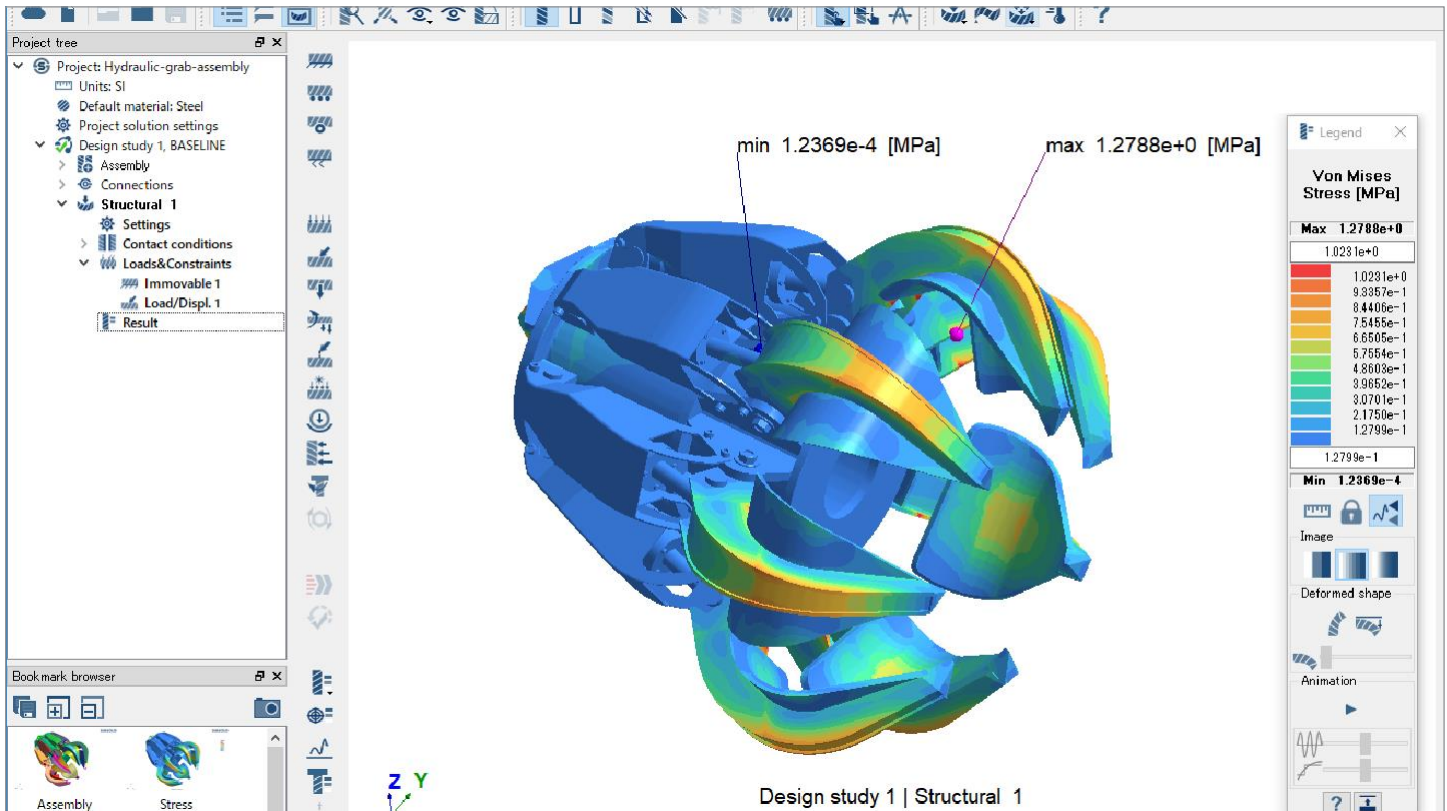 Project tree
Project: Hydraulic-grab-assembly
Units: SI
Default material: Steel
Project solution settings
Design study 1, BASELINE
Assembly
Connections
Structural 1
Settings
Contact conditions
Loads&Constraints
Immovable 1
Load/Displ. 1
Result
Bookmark browser
Assembly
Stress
min 1.2369e-4 [MPa]
max 1.2788e+0 [MPa]
Z Y
Design study 1 | Structural 1
Legend
Von Mises
Stress [MPa]
Max 1.2788e+0
1.0231e+0
1.0231e+0
9.3357e-1
8.4406e-1
7.5455e-1
6.6505e-1
5.7554e-1
4.8603e-1
3.9652e-1
3.0701e-1
2.1750e-1
1.2799e-1
1.2799e-1
Min 1.2369e-4
Image
Deformed shape
Animation